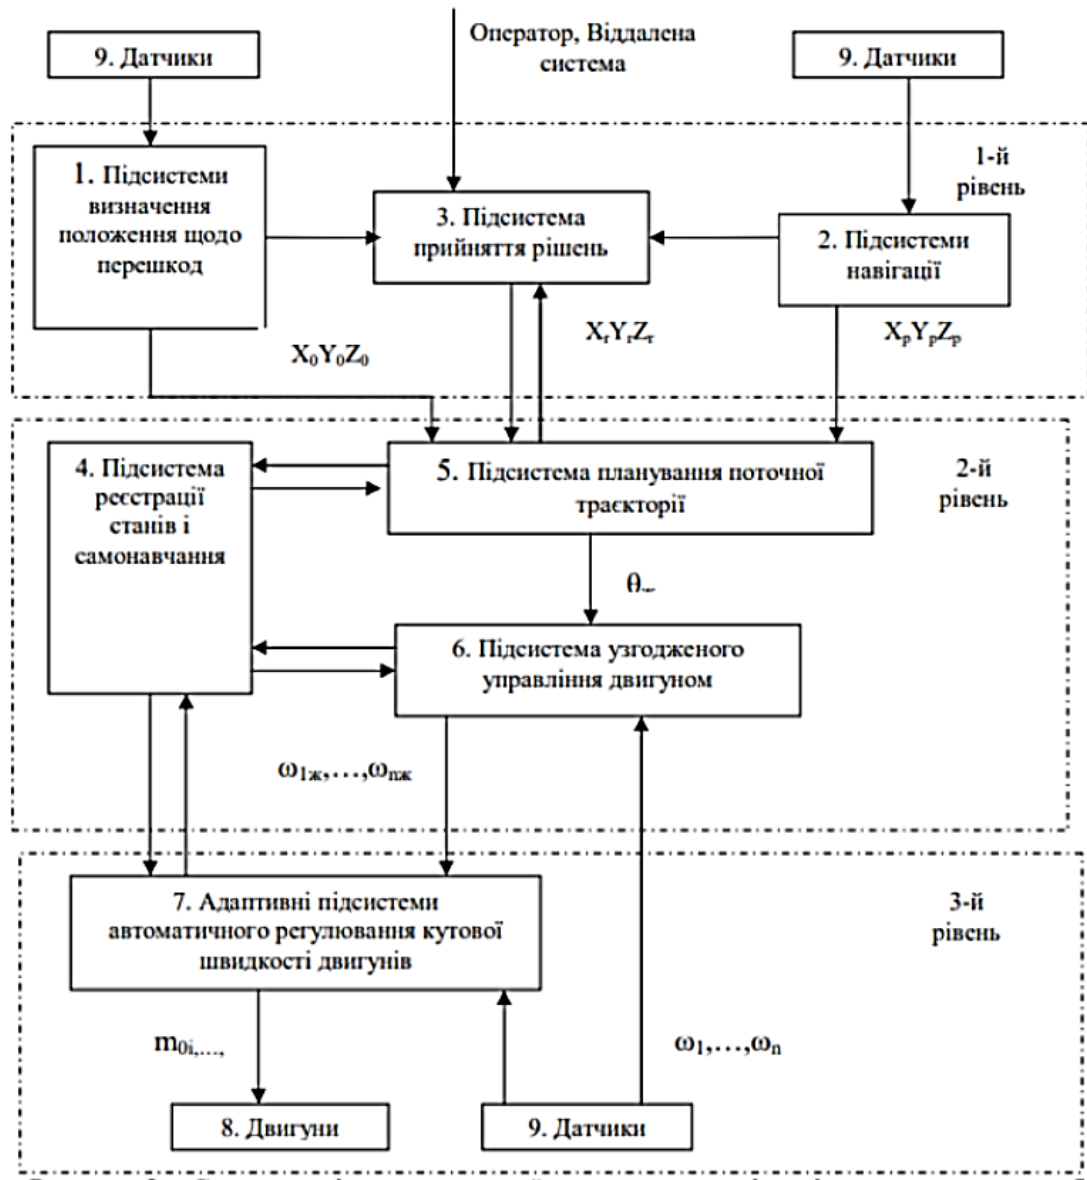 Оператор, Віддалена
система
9. Датчики
9. Датчики
1-й
рівень
1. Підсистеми
визначення
положення щодо
перешкод
3. Підсистема
прийняття рішень
2. Підсистеми
навігації
X₀Y₀Z₀
XᵣYᵣZᵣ
XₚYₚZₚ
4. Підсистема
реєстрації
станів і
самонавчання
5. Підсистема планування поточної
траєкторії
2-й
рівень
θ
6. Підсистема узгодженого
управління двигуном
ω1ж,…,ωnж
7. Адаптивні підсистеми
автоматичного регулювання кутової
швидкості двигунів
3-й
рівень
m0i,…,
ω1,…,ωn
8. Двигуни
9. Датчики